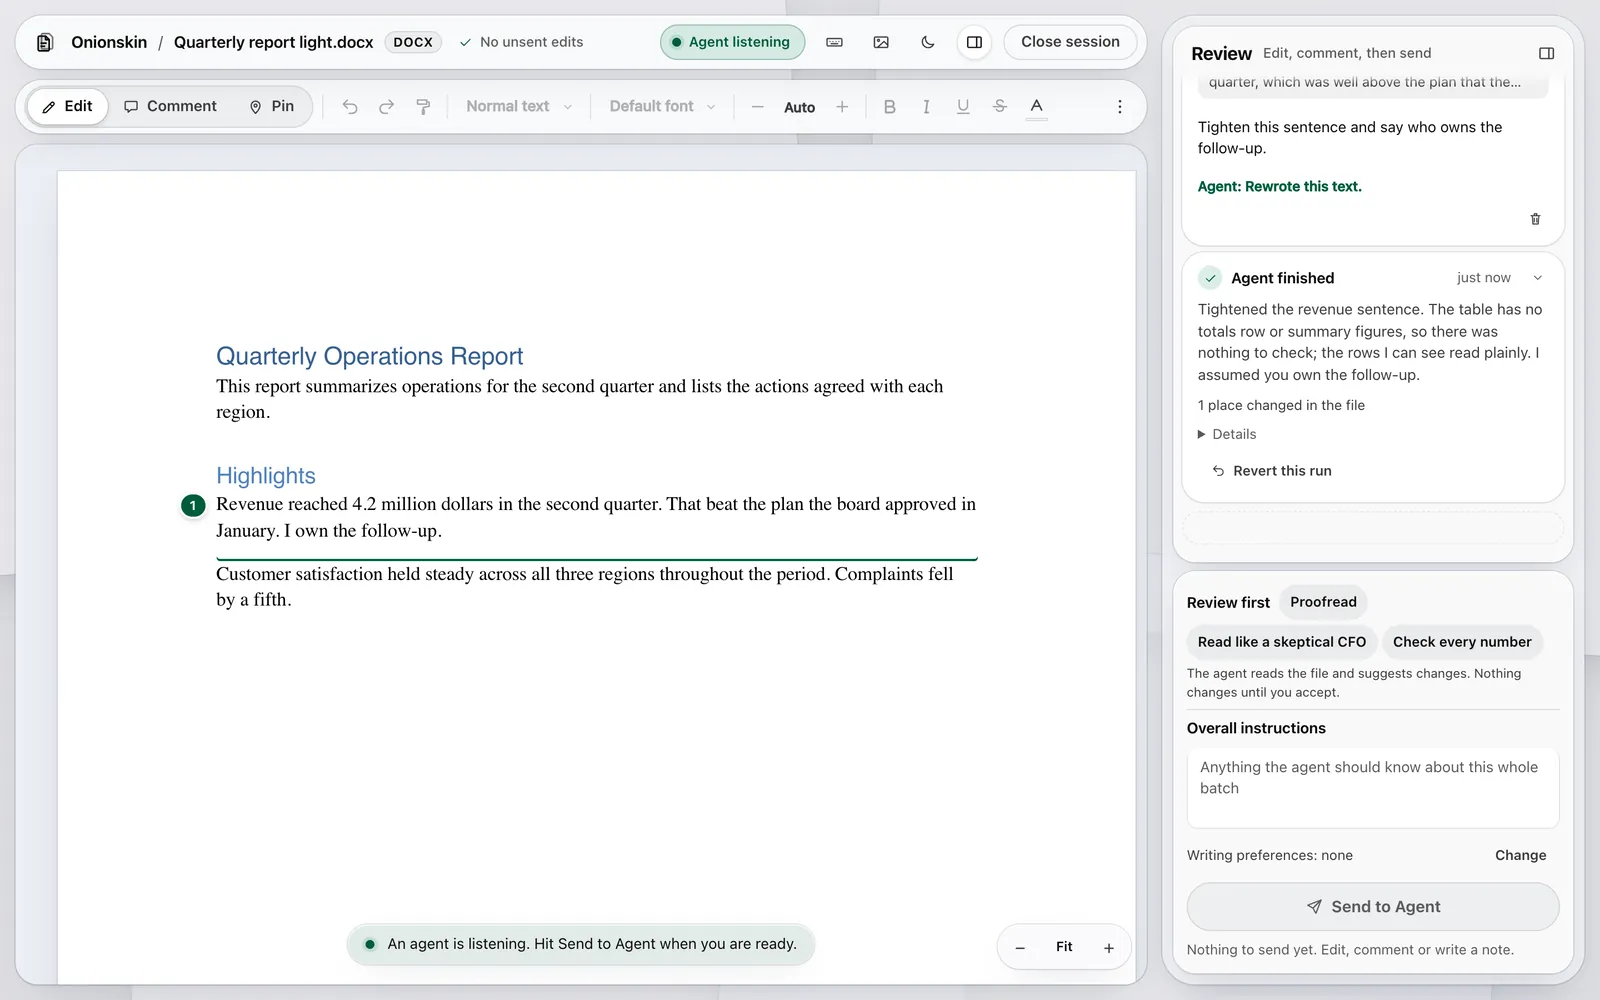 Onionskin / Quarterly report light.docx DOCX No unsent edits
Agent listening
Close session
Edit Comment Pin
Normal text Default font − Auto + B I U S A
Quarterly Operations Report
This report summarizes operations for the second quarter and lists the actions agreed with each
region.
Highlights
1
Revenue reached 4.2 million dollars in the second quarter. That beat the plan the board approved in
January. I own the follow-up.
Customer satisfaction held steady across all three regions throughout the period. Complaints fell
by a fifth.
An agent is listening. Hit Send to Agent when you are ready.
− Fit +
Review Edit, comment, then send
quarter, which was well above the plan that the...
Tighten this sentence and say who owns the
follow-up.
Agent: Rewrote this text.
Agent finished just now
Tightened the revenue sentence. The table has no
totals row or summary figures, so there was
nothing to check; the rows I can see read plainly. I
assumed you own the follow-up.
1 place changed in the file
Details
Revert this run
Review first Proofread
Read like a skeptical CFO Check every number
The agent reads the file and suggests changes. Nothing
changes until you accept.
Overall instructions
Anything the agent should know about this whole
batch
Writing preferences: none Change
Send to Agent
Nothing to send yet. Edit, comment or write a note.